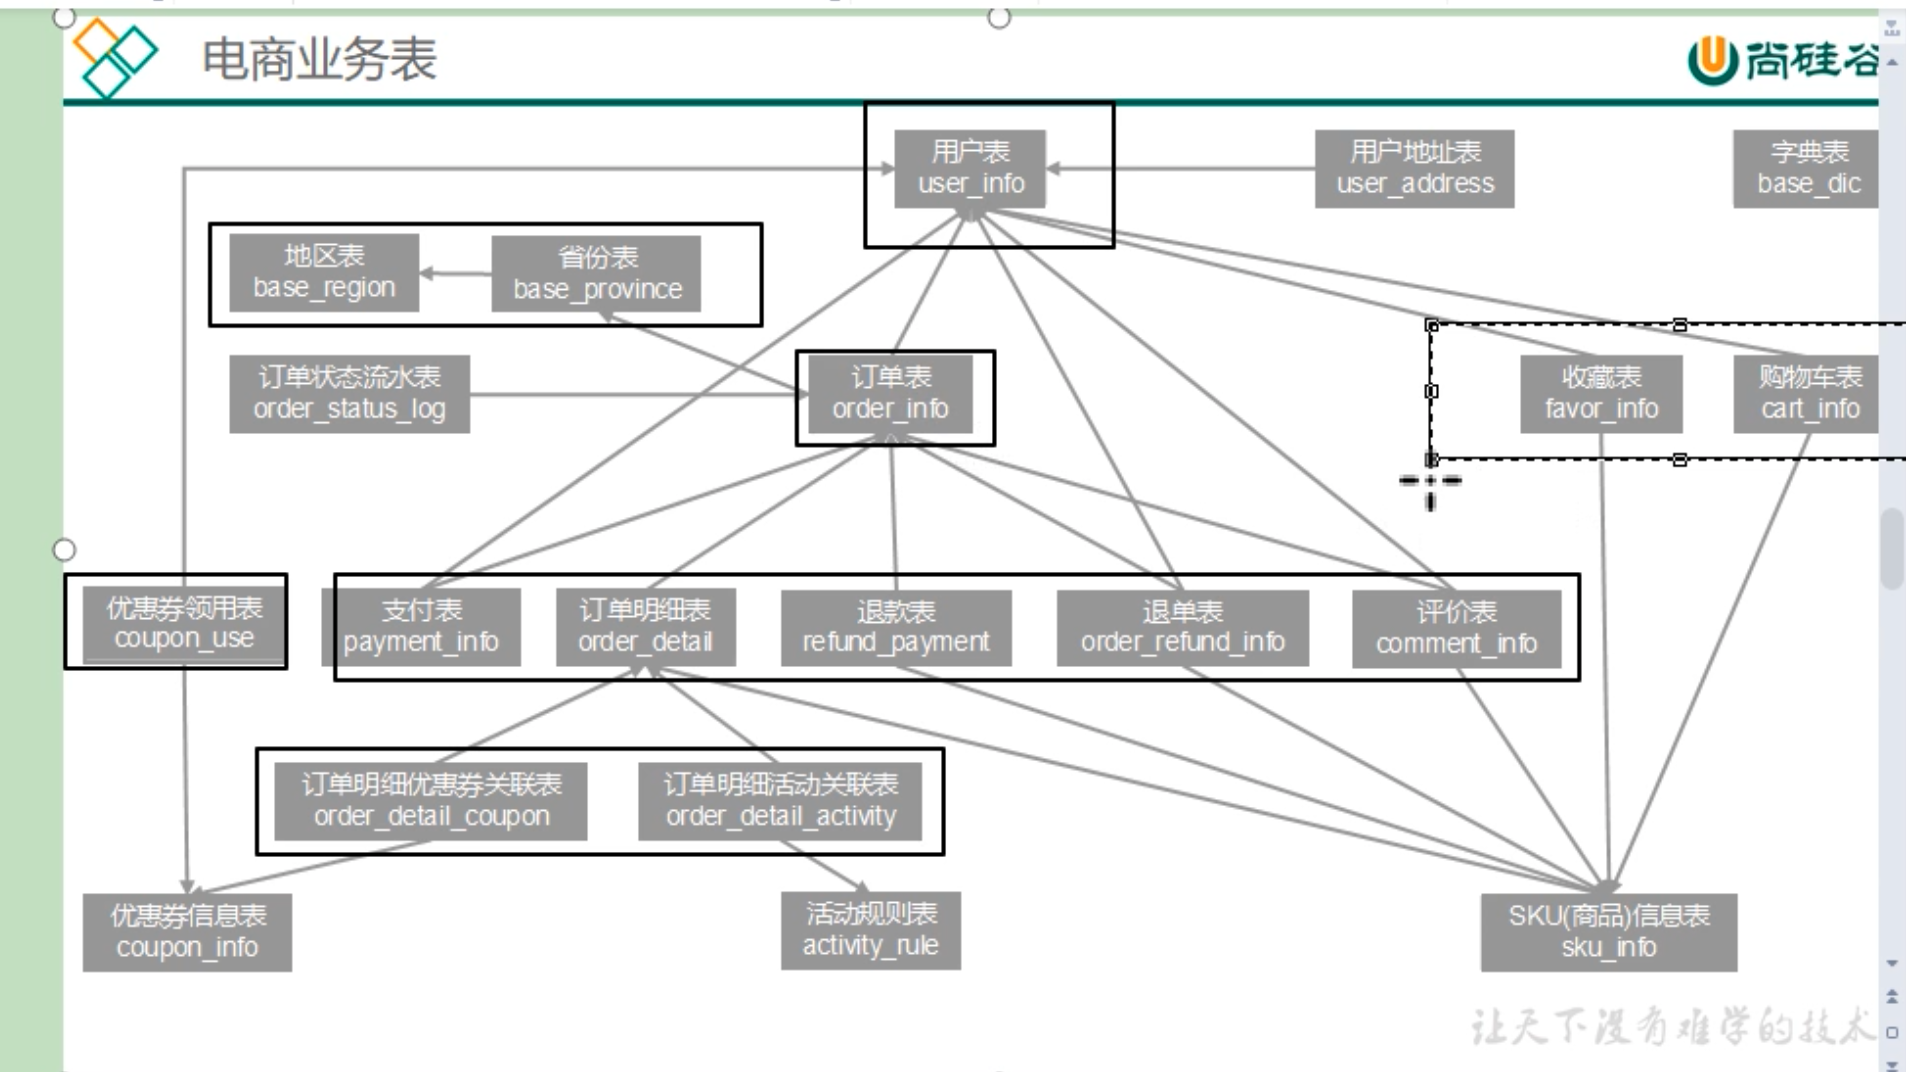 电商业务表
尚硅谷
用户表
user_info
用户地址表
user_address
字典表
base_dic
地区表
base_region
省份表
base_province
订单状态流水表
order_status_log
订单表
order_info
收藏表
favor_info
购物车表
cart_info
优惠券领用表
coupon_use
支付表
payment_info
订单明细表
order_detail
退款表
refund_payment
退单表
order_refund_info
评价表
comment_info
订单明细优惠券关联表
order_detail_coupon
订单明细活动关联表
order_detail_activity
优惠券信息表
coupon_info
活动规则表
activity_rule
SKU(商品)信息表
sku_info
让天下没有难学的技术